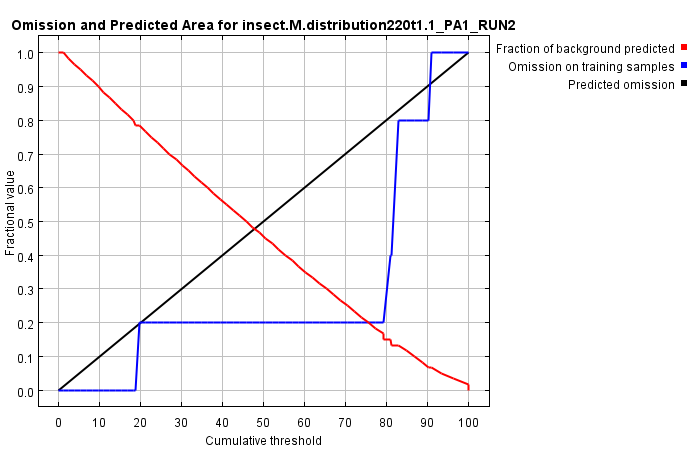 Omission and Predicted Area for insect.M.distribution220t1.1_PA1_RUN2
Fraction of background predicted
Omission on training samples
Predicted omission
Fractional value
1.0
0.9
0.8
0.7
0.6
0.5
0.4
0.3
0.2
0.1
0.0
0 10 20 30 40 50 60 70 80 90 100
Cumulative threshold